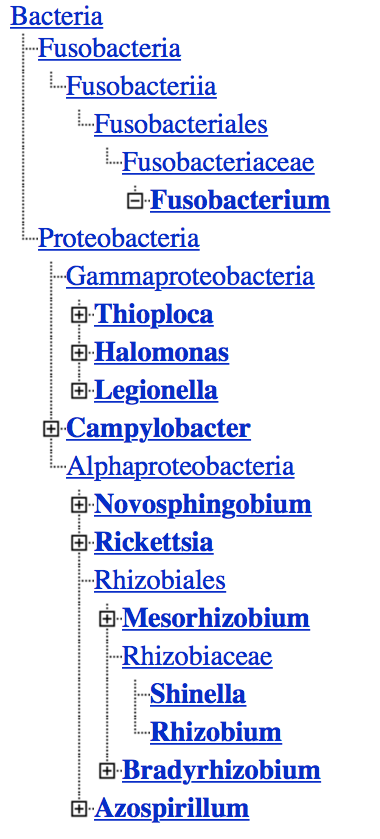 Bacteria
Fusobacteria
Fusobacteriia
Fusobacteriales
Fusobacteriaceae
Fusobacterium
Proteobacteria
Gammaproteobacteria
Thioploca
Halomonas
Legionella
Campylobacter
Alphaproteobacteria
Novosphingobium
Rickettsia
Rhizobiales
Mesorhizobium
Rhizobiaceae
Shinella
Rhizobium
Bradyrhizobium
Azospirillum